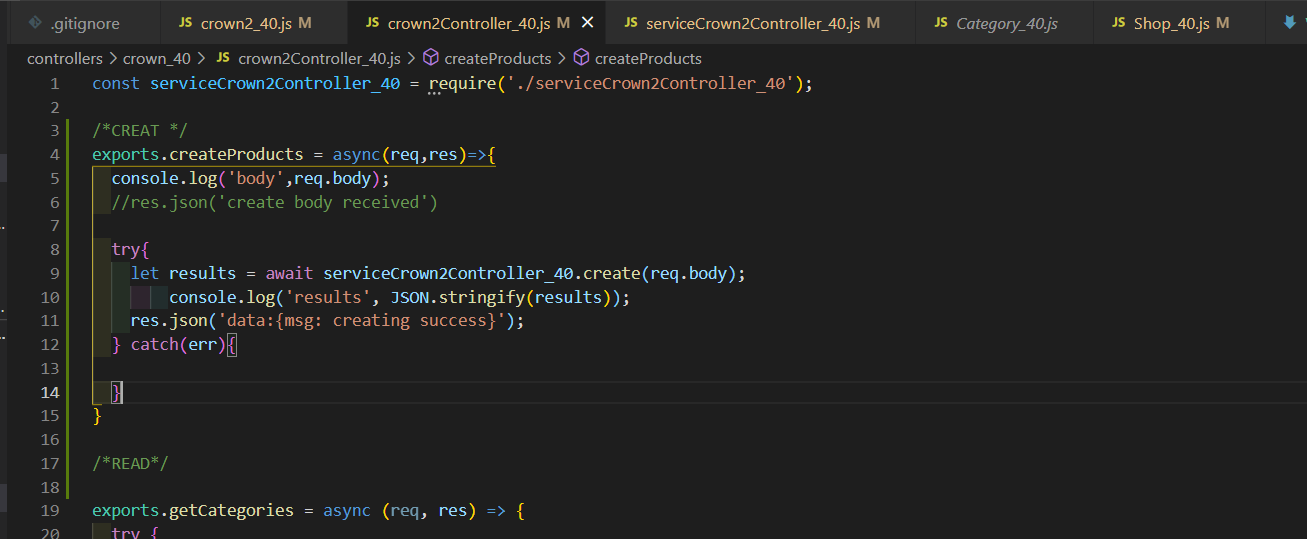 .gitignore JS crown2_40.js M JS crown2Controller_40.js M JS serviceCrown2Controller_40.js M JS Category_40.js JS Shop_40.js M
controllers > crown_40 > JS crown2Controller_40.js > createProducts > createProducts
1 const serviceCrown2Controller_40 = require('./serviceCrown2Controller_40');
2
3 /*CREAT */
4 exports.createProducts = async(req,res)=>{
5 console.log('body',req.body);
6 //res.json('create body received')
7
8 try{
9 let results = await serviceCrown2Controller_40.create(req.body);
10 console.log('results', JSON.stringify(results));
11 res.json('data:{msg: creating success}');
12 } catch(err){
13
14 }
15 }
16
17 /*READ*/
18
19 exports.getCategories = async (req, res) => {
20 try {